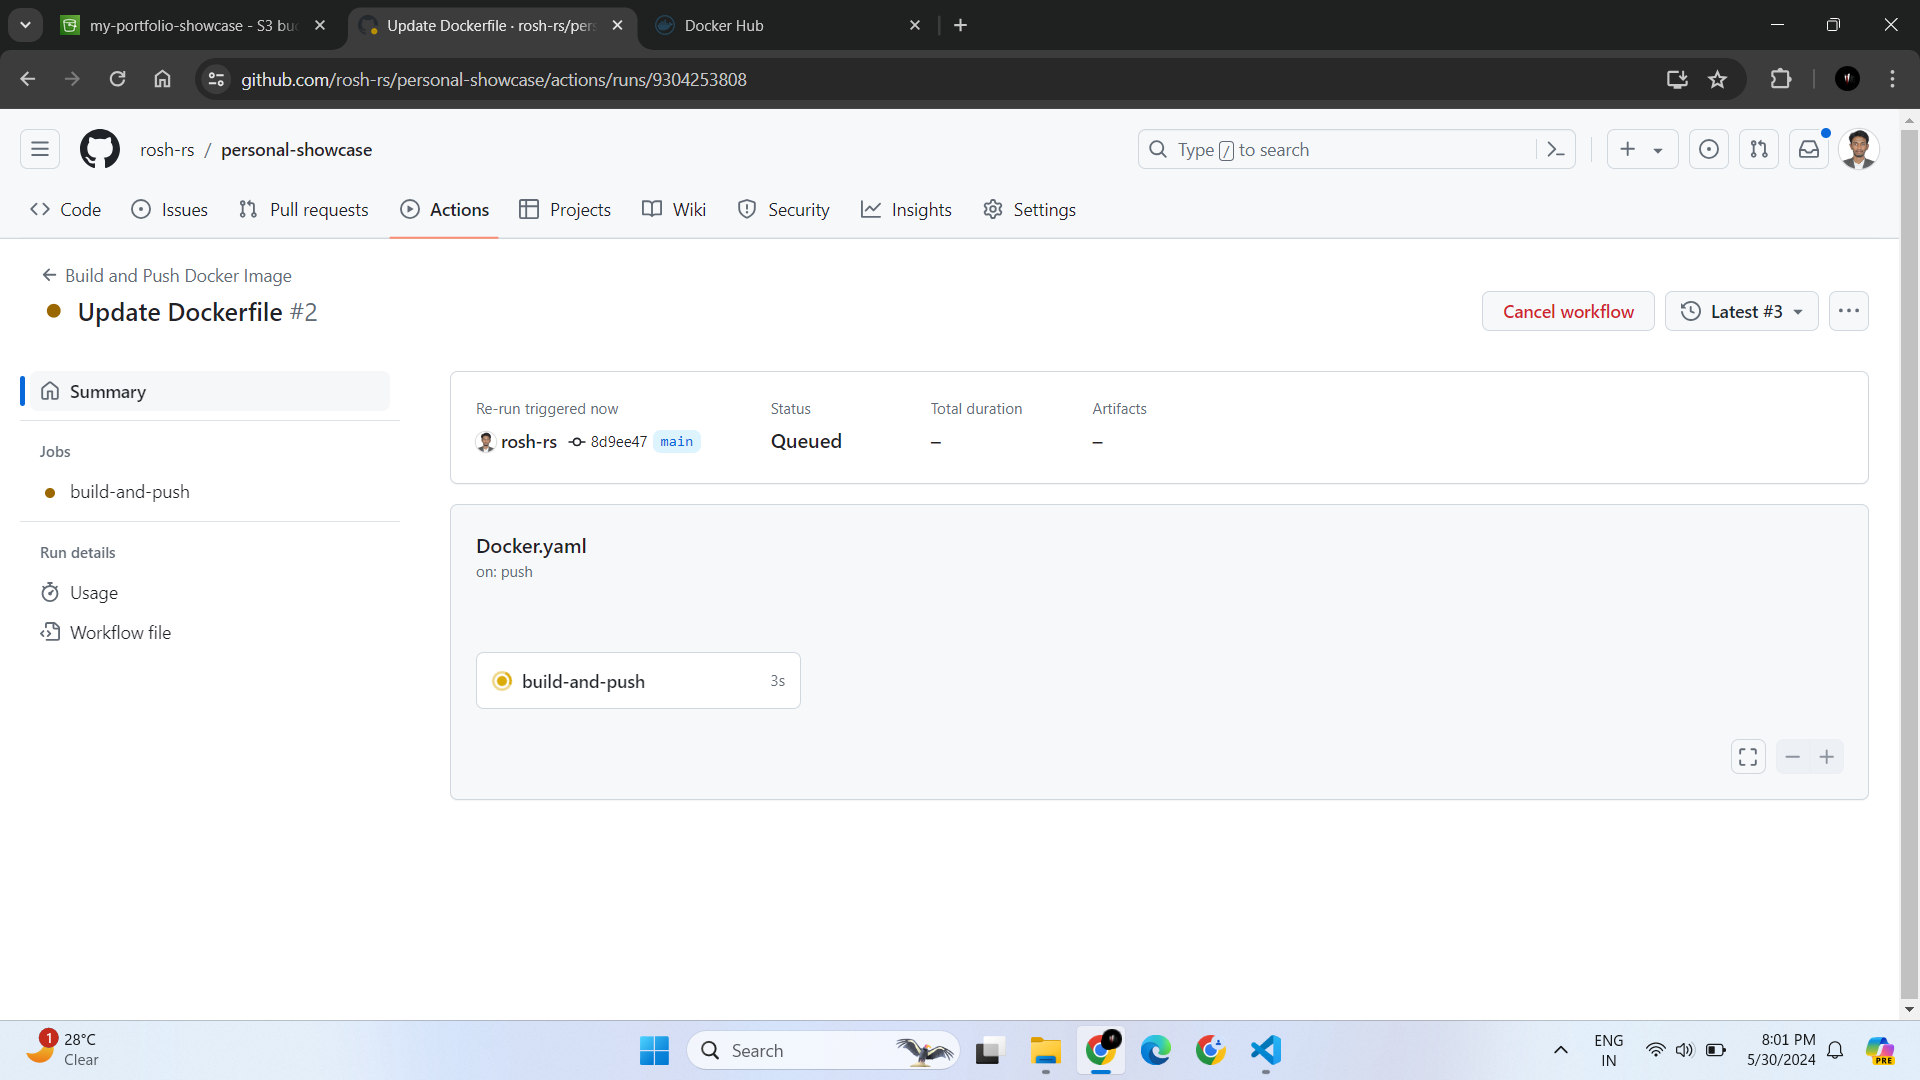 my-portfolio-showcase - S3 bu
Update Dockerfile · rosh-rs/pers
Docker Hub
github.com/rosh-rs/personal-showcase/actions/runs/9304253808
rosh-rs / personal-showcase
Type / to search
Code
Issues
Pull requests
Actions
Projects
Wiki
Security
Insights
Settings
Build and Push Docker Image
Update Dockerfile #2
Cancel workflow
Latest #3
Summary
Jobs
build-and-push
Run details
Usage
Workflow file
Re-run triggered now
rosh-rs 8d9ee47 main
Status
Queued
Total duration
–
Artifacts
–
Docker.yaml
on: push
build-and-push 3s
1
28°C
Clear
Search
ENG
IN
8:01 PM
5/30/2024
PRE